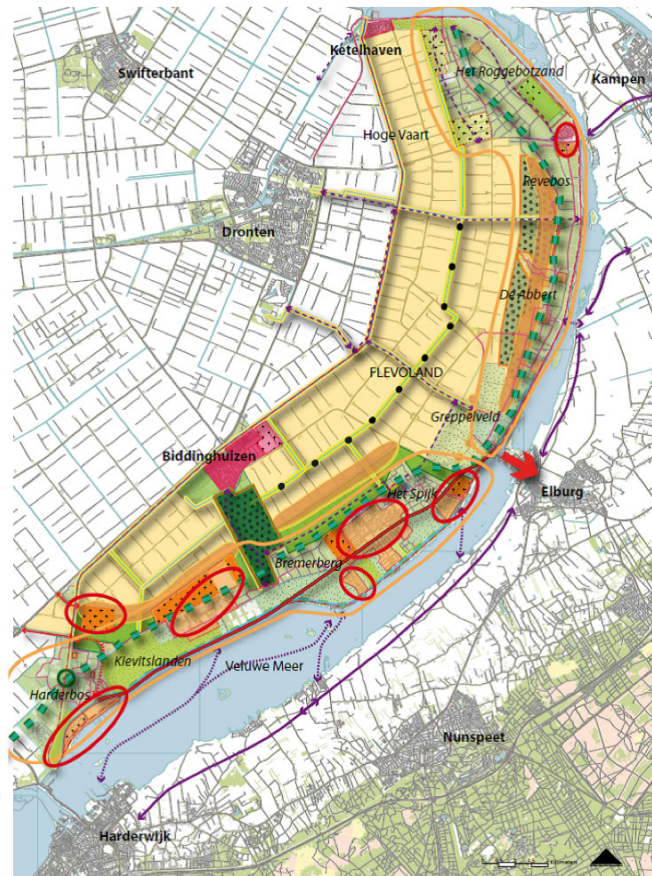 Ketelhaven
Swifterbant
Het Roggebotzand
Kampen
Hoge Vaart
Revebos
Dronten
De Abbert
FLEVOLAND
Greppelveld
Biddinghuizen
Het Spijk
Elburg
Bremerberg
Kievitslanden
Veluwe Meer
Harderbos
Nunspeet
Harderwijk
Kilometers